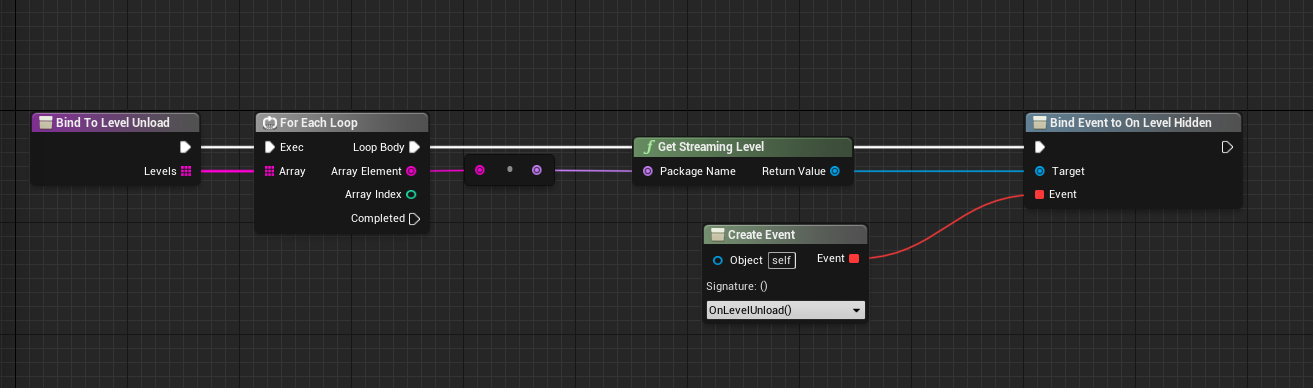 Bind To Level Unload
Levels
For Each Loop
Exec
Loop Body
Array
Array Element
Array Index
Completed
Get Streaming Level
Package Name
Return Value
Bind Event to On Level Hidden
Target
Event
Create Event
Object
self
Event
Signature: ()
OnLevelUnload()